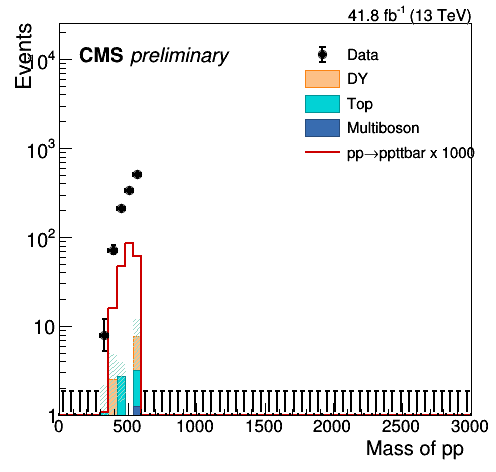 41.8 fb⁻¹ (13 TeV)
Events
CMS preliminary
Data
DY
Top
Multiboson
pp→ppttbar x 1000
10⁴
10³
10²
10
1
0 500 1000 1500 2000 2500 3000
Mass of pp